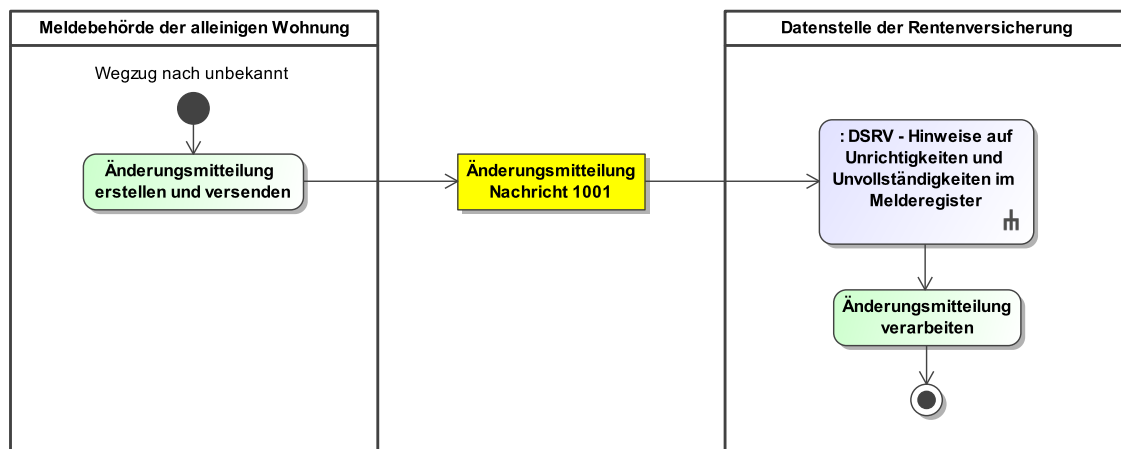 Meldebehörde der alleinigen Wohnung
Wegzug nach unbekannt
Änderungsmitteilung
erstellen und versenden
Änderungsmitteilung
Nachricht 1001
Datenstelle der Rentenversicherung
: DSRV - Hinweise auf
Unrichtigkeiten und
Unvollständigkeiten im
Melderegister
Änderungsmitteilung
verarbeiten